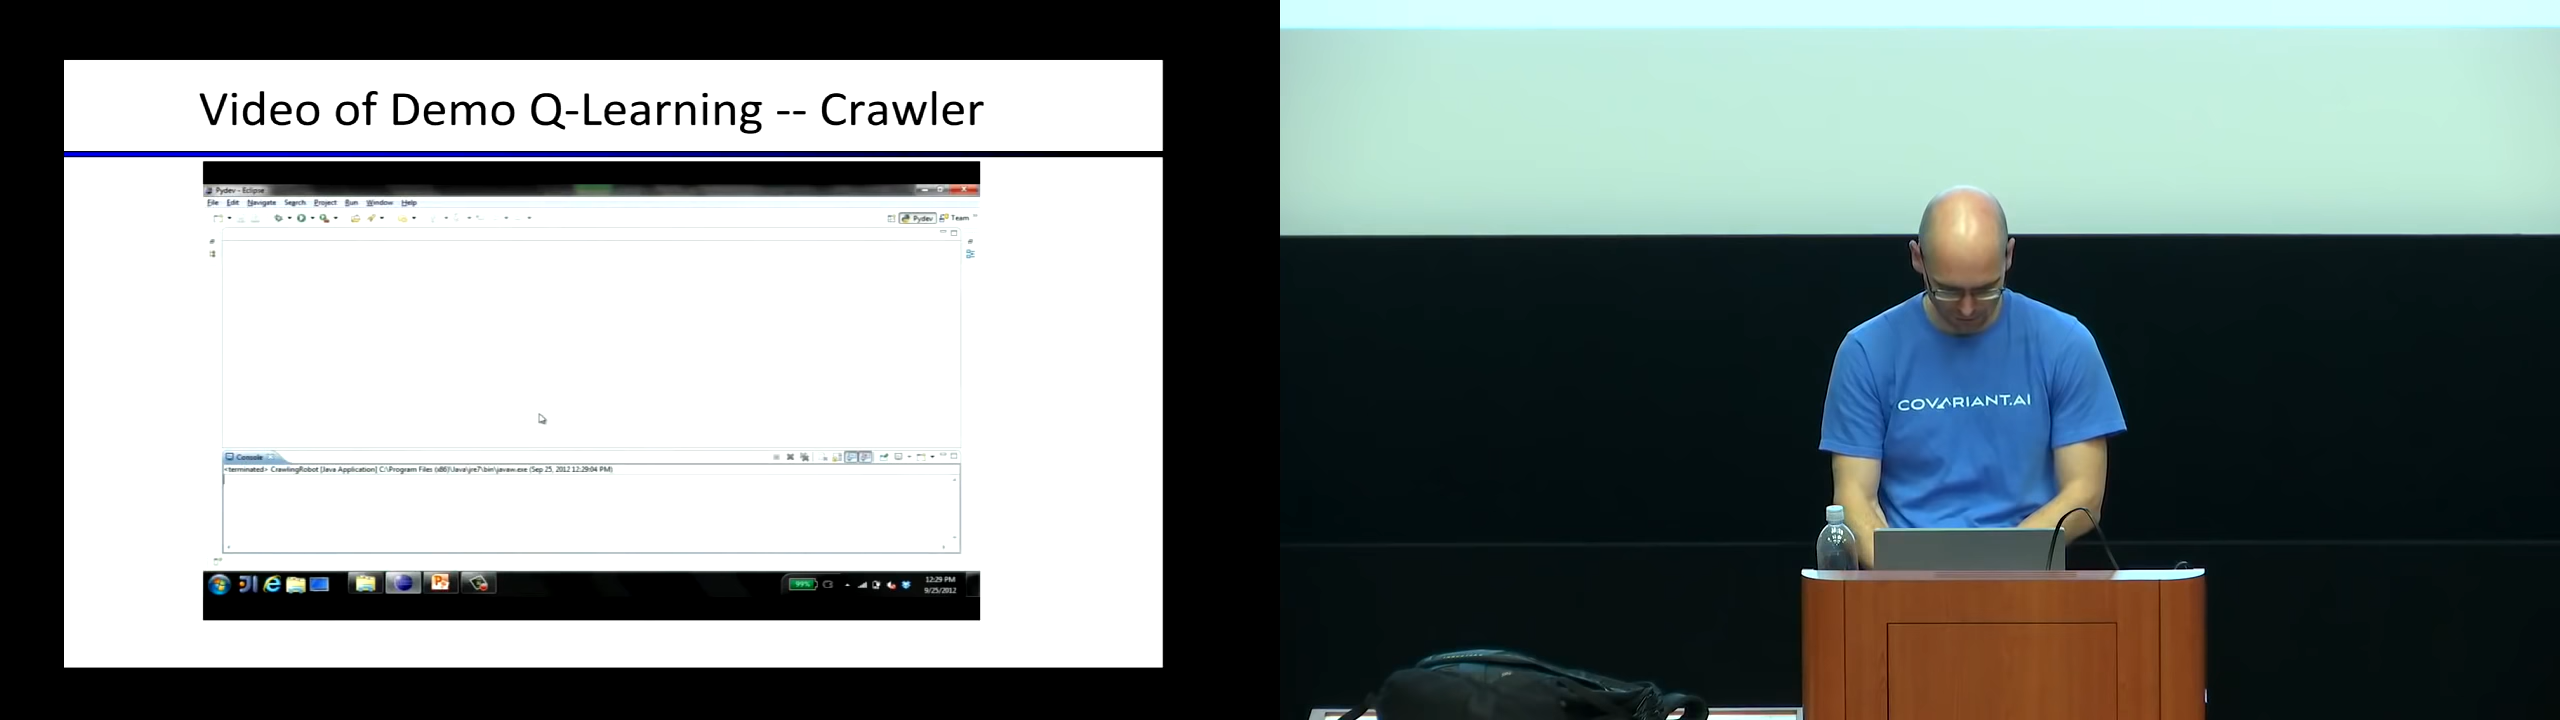 Video of Demo Q-Learning -- Crawler
Pydev - Eclipse
File Edit Navigate Search Project Run Window Help
Pydev Team
Console
<terminated> CrawlingRobot [Java Application] C:\Program Files (x86)\Java\jre7\bin\javaw.exe (Sep 25, 2012 12:29:04 PM)
99%
12:29 PM
9/25/2012
COVARIANT.AI